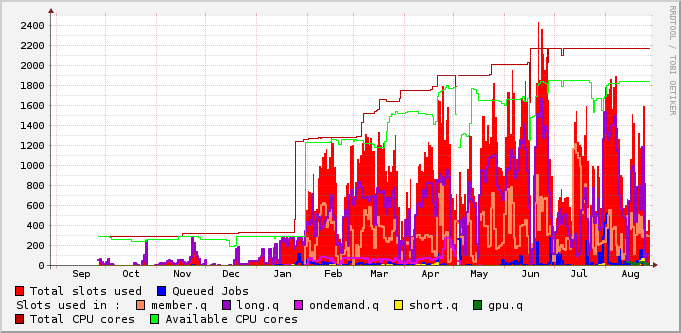 2400
2200
2000
1800
1600
1400
1200
1000
800
600
400
200
0
Sep Oct Nov Dec Jan Feb Mar Apr May Jun Jul Aug
RRDTOOL / TOBI OETIKER
Total slots used Queued Jobs
Slots used in : member.q long.q ondemand.q short.q gpu.q
Total CPU cores Available CPU cores